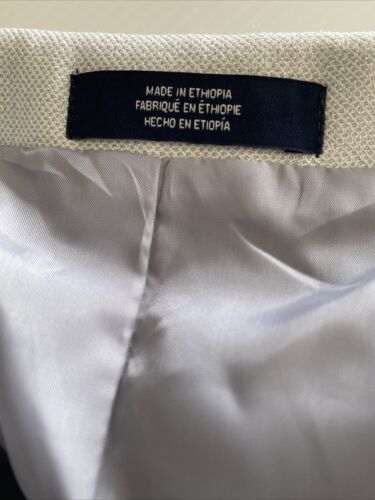 MADE IN ETHIOPIA
FABRIQUÉ EN ÉTHIOPIE
HECHO EN ETIOPÍA